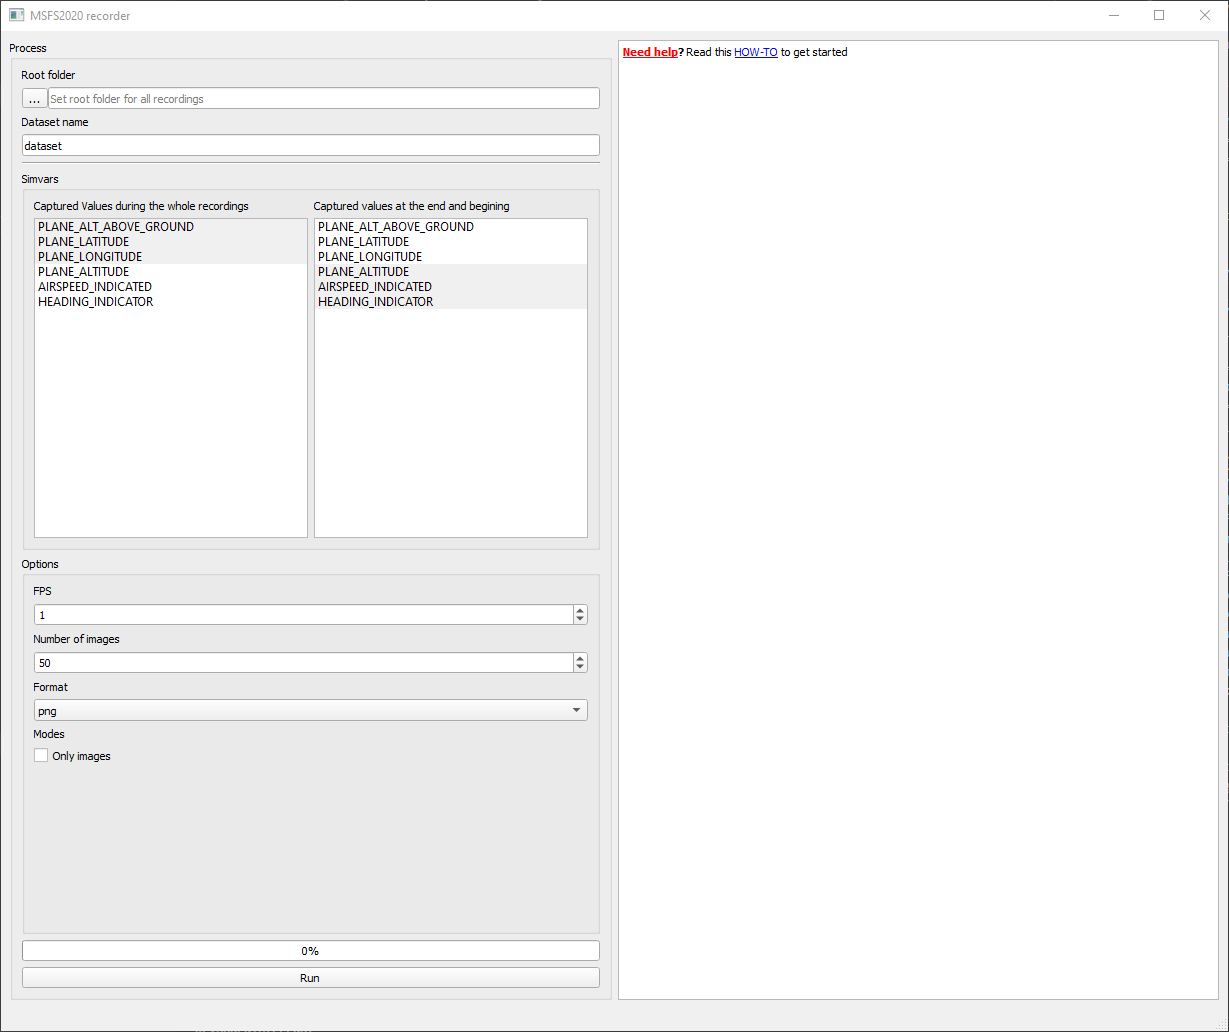 MSFS2020 recorder
Process
Root folder
...
Set root folder for all recordings
Dataset name
dataset
Simvars
Captured Values during the whole recordings
PLANE_ALT_ABOVE_GROUND
PLANE_LATITUDE
PLANE_LONGITUDE
PLANE_ALTITUDE
AIRSPEED_INDICATED
HEADING_INDICATOR
Captured values at the end and begining
PLANE_ALT_ABOVE_GROUND
PLANE_LATITUDE
PLANE_LONGITUDE
PLANE_ALTITUDE
AIRSPEED_INDICATED
HEADING_INDICATOR
Options
FPS
1
Number of images
50
Format
png
Modes
Only images
0%
Run
Need help? Read this HOW-TO to get started